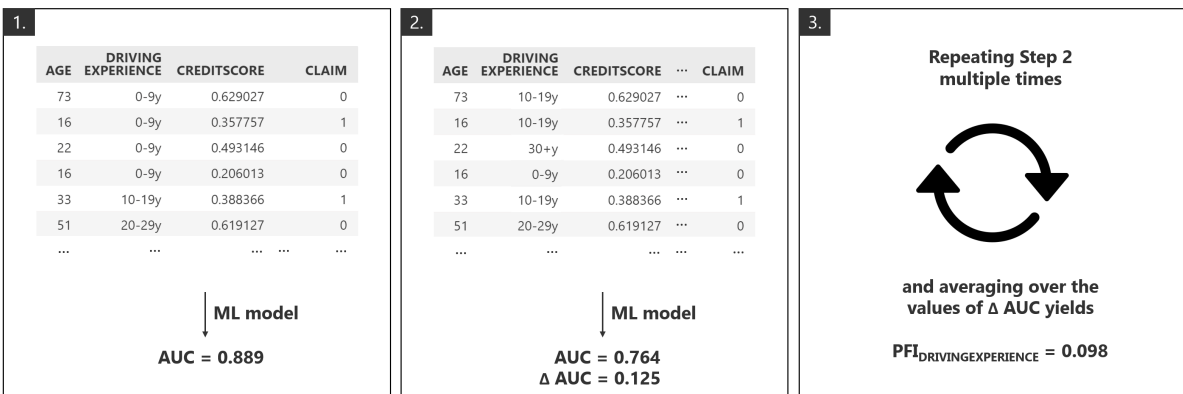 1.
DRIVING
AGE EXPERIENCE CREDITSCORE CLAIM
73 0-9y 0.629027 0
16 0-9y 0.357757 1
22 0-9y 0.493146 0
16 0-9y 0.206013 0
33 10-19y 0.388366 1
51 20-29y 0.619127 0
... ... ... ... ...
ML model
AUC = 0.889
2.
DRIVING
AGE EXPERIENCE CREDITSCORE ... CLAIM
73 10-19y 0.629027 ... 0
16 10-19y 0.357757 ... 1
22 30+y 0.493146 ... 0
16 0-9y 0.206013 ... 0
33 10-19y 0.388366 ... 1
51 20-29y 0.619127 ... 0
... ... ... ... ...
ML model
AUC = 0.764
Δ AUC = 0.125
3.
Repeating Step 2
multiple times
and averaging over the
values of Δ AUC yields
PFI DRIVINGEXPERIENCE = 0.098